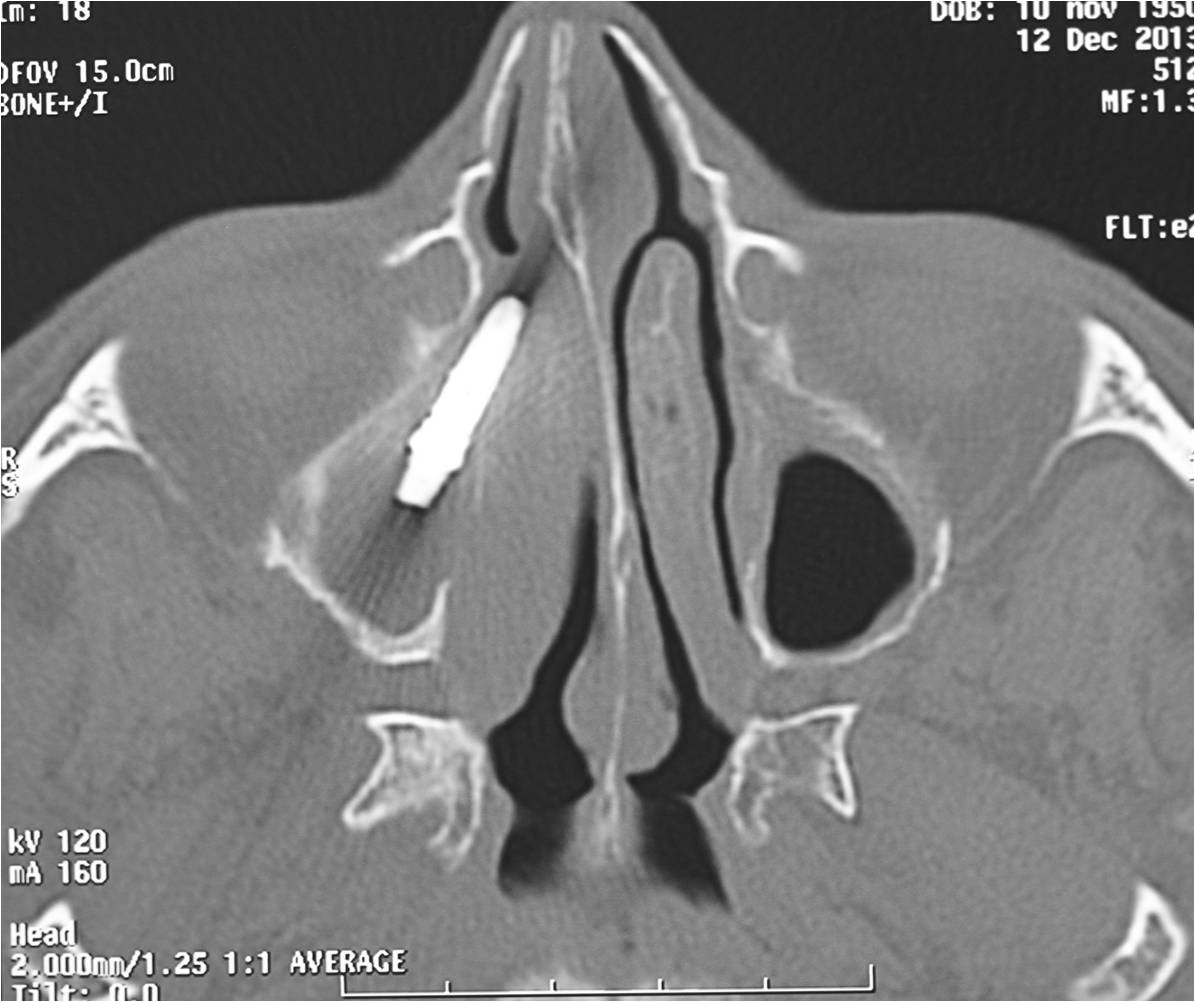 Im: 18
DFOV 15.0cm
BONE+/I
DOB: 10 nov 1950
12 Dec 2013
512
MF:1.3
FLT:e2
R
S
kV 120
mA 160
Head
2.000mm/1.25 1:1 AVERAGE
Tilt: 0.0